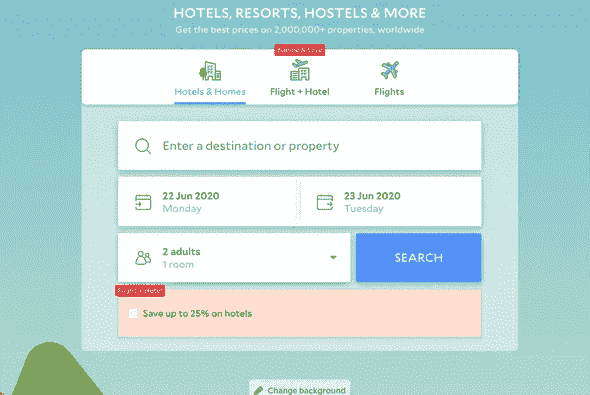 HOTELS, RESORTS, HOSTELS & MORE
Get the best prices on 2,000,000+ properties, worldwide
Hotels & Homes
Flight + Hotel
Flights
Enter a destination or property
22 Jun 2020
Monday
23 Jun 2020
Tuesday
2 adults
1 room
SEARCH
Save up to 25% on hotels
Change background